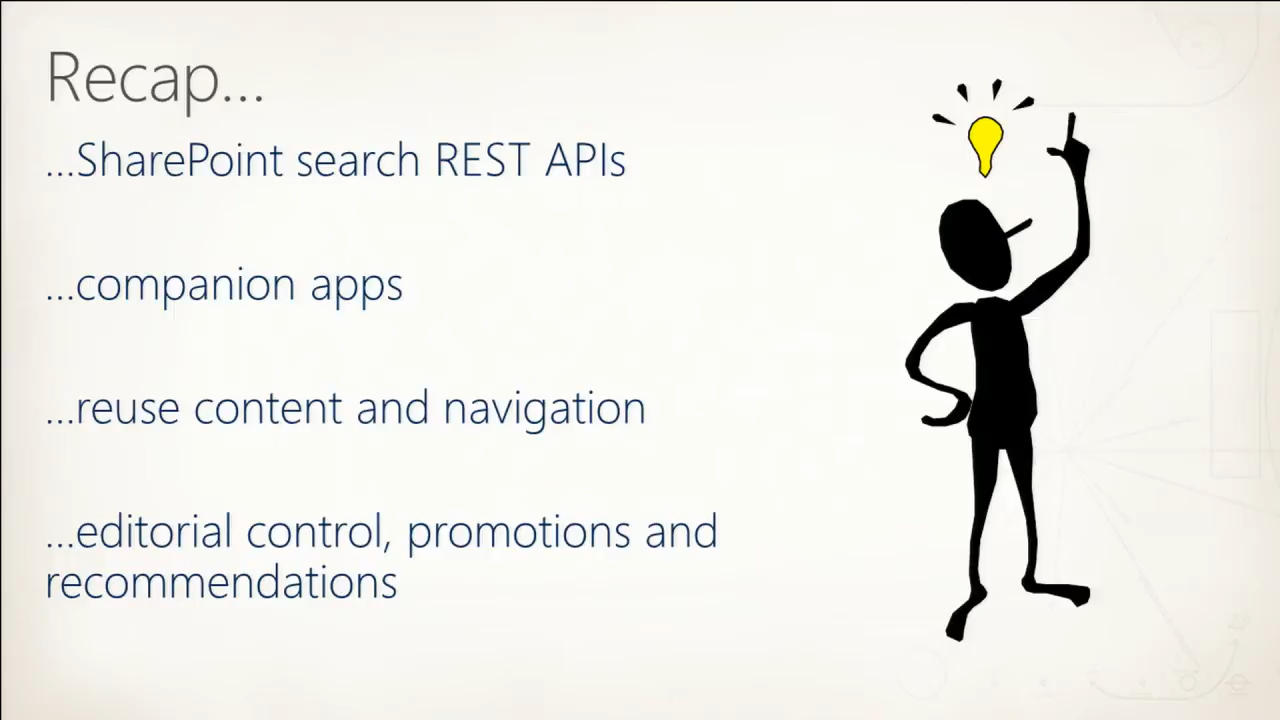 Recap...
...SharePoint search REST APIs
...companion apps
...reuse content and navigation
...editorial control, promotions and
recommendations